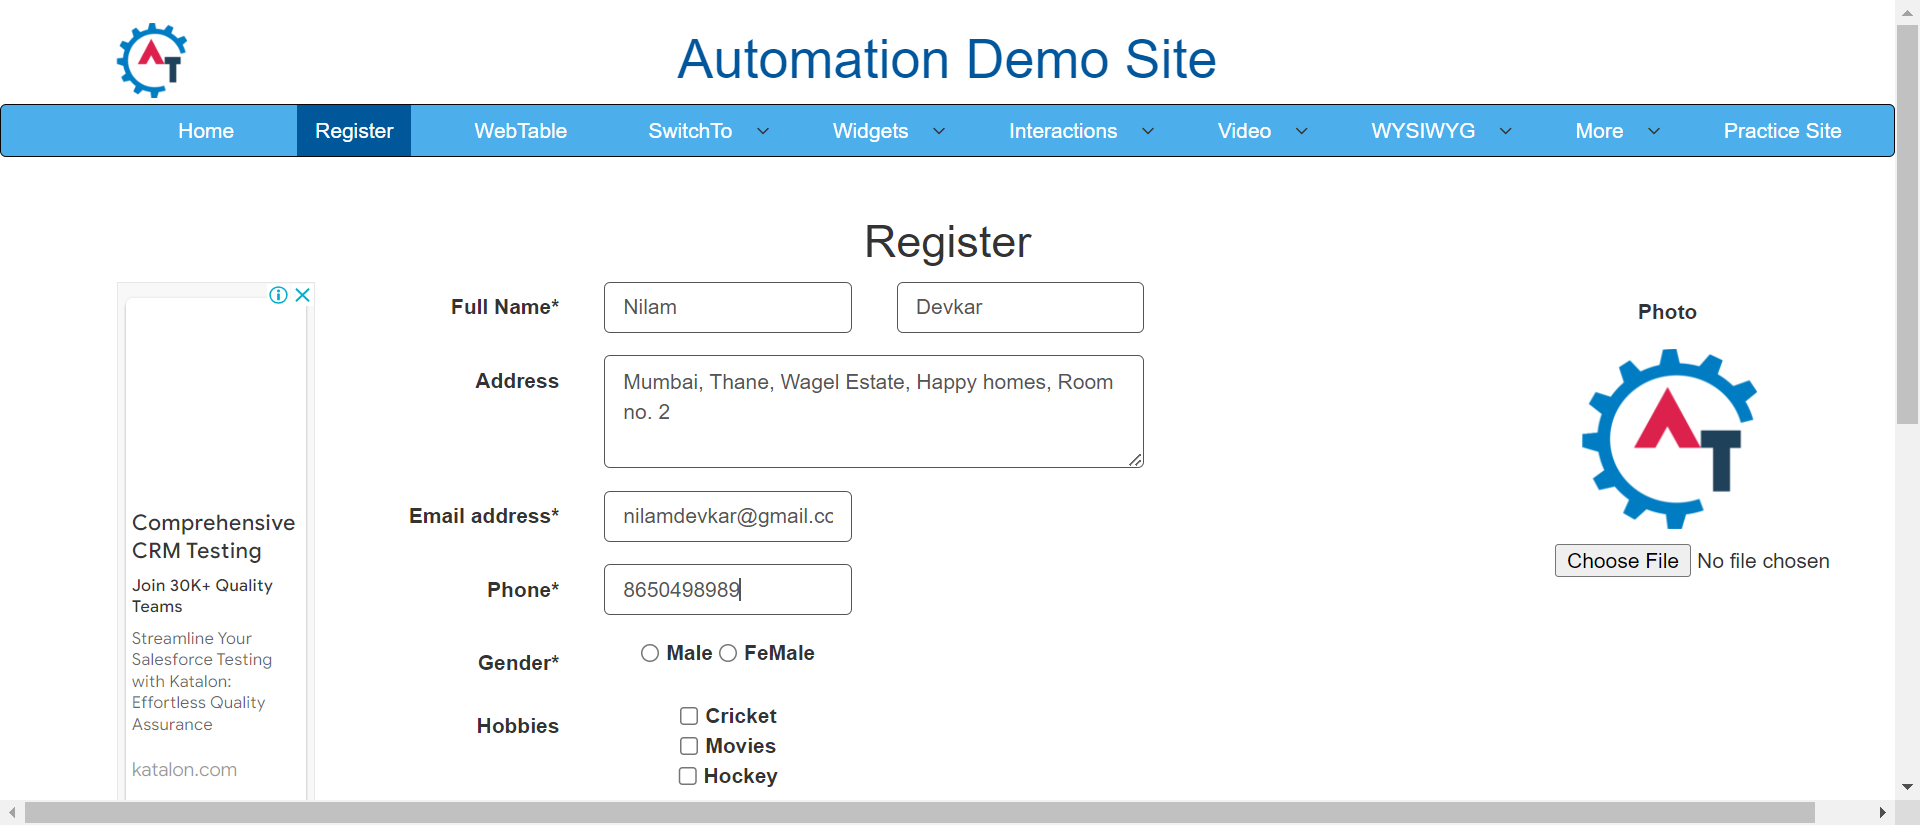 AT
Automation Demo Site
Home Register WebTable SwitchTo Widgets Interactions Video WYSIWYG More Practice Site
Register
Full Name* Nilam Devkar
Photo
Address Mumbai, Thane, Wagel Estate, Happy homes, Room
no. 2
AT
Email address* nilamdevkar@gmail.cc
Choose File No file chosen
Phone* 8650498989
Gender* Male FeMale
Hobbies Cricket
Movies
Hockey
Comprehensive
CRM Testing
Join 30K+ Quality
Teams
Streamline Your
Salesforce Testing
with Katalon:
Effortless Quality
Assurance
katalon.com